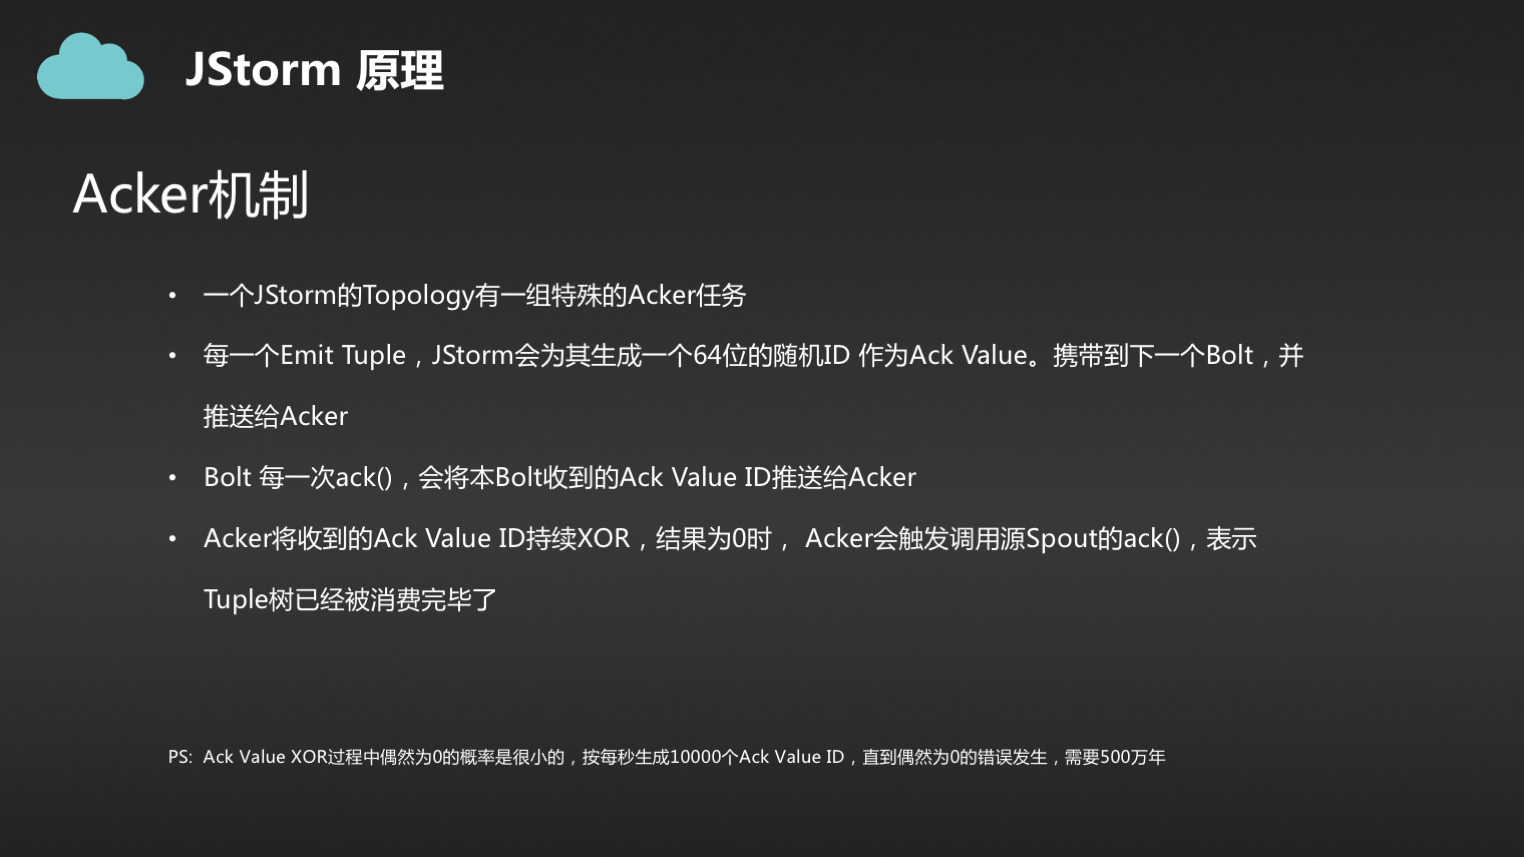 JStorm 原理
Acker机制
• 一个JStorm的Topology有一组特殊的Acker任务
• 每一个Emit Tuple，JStorm会为其生成一个64位的随机ID 作为Ack Value。携带到下一个Bolt，并
推送给Acker
• Bolt 每一次ack()，会将本Bolt收到的Ack Value ID推送给Acker
• Acker将收到的Ack Value ID持续XOR，结果为0时， Acker会触发调用源Spout的ack()，表示
Tuple树已经被消费完毕了
PS: Ack Value XOR过程中偶然为0的概率是很小的，按每秒生成10000个Ack Value ID，直到偶然为0的错误发生，需要500万年